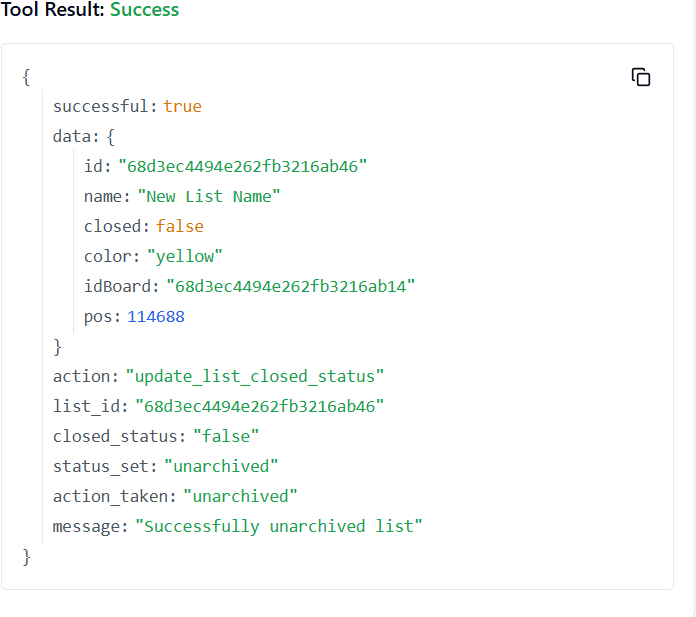 Tool Result: Success
{
successful: true
data: {
id: "68d3ec4494e262fb3216ab46"
name: "New List Name"
closed: false
color: "yellow"
idBoard: "68d3ec4494e262fb3216ab14"
pos: 114688
}
action: "update_list_closed_status"
list_id: "68d3ec4494e262fb3216ab46"
closed_status: "false"
status_set: "unarchived"
action_taken: "unarchived"
message: "Successfully unarchived list"
}